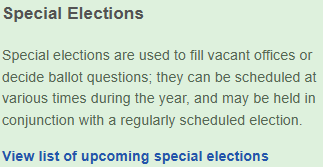 Special Elections
Special elections are used to fill vacant offices or
decide ballot questions; they can be scheduled at
various times during the year, and may be held in
conjunction with a regularly scheduled election.
View list of upcoming special elections